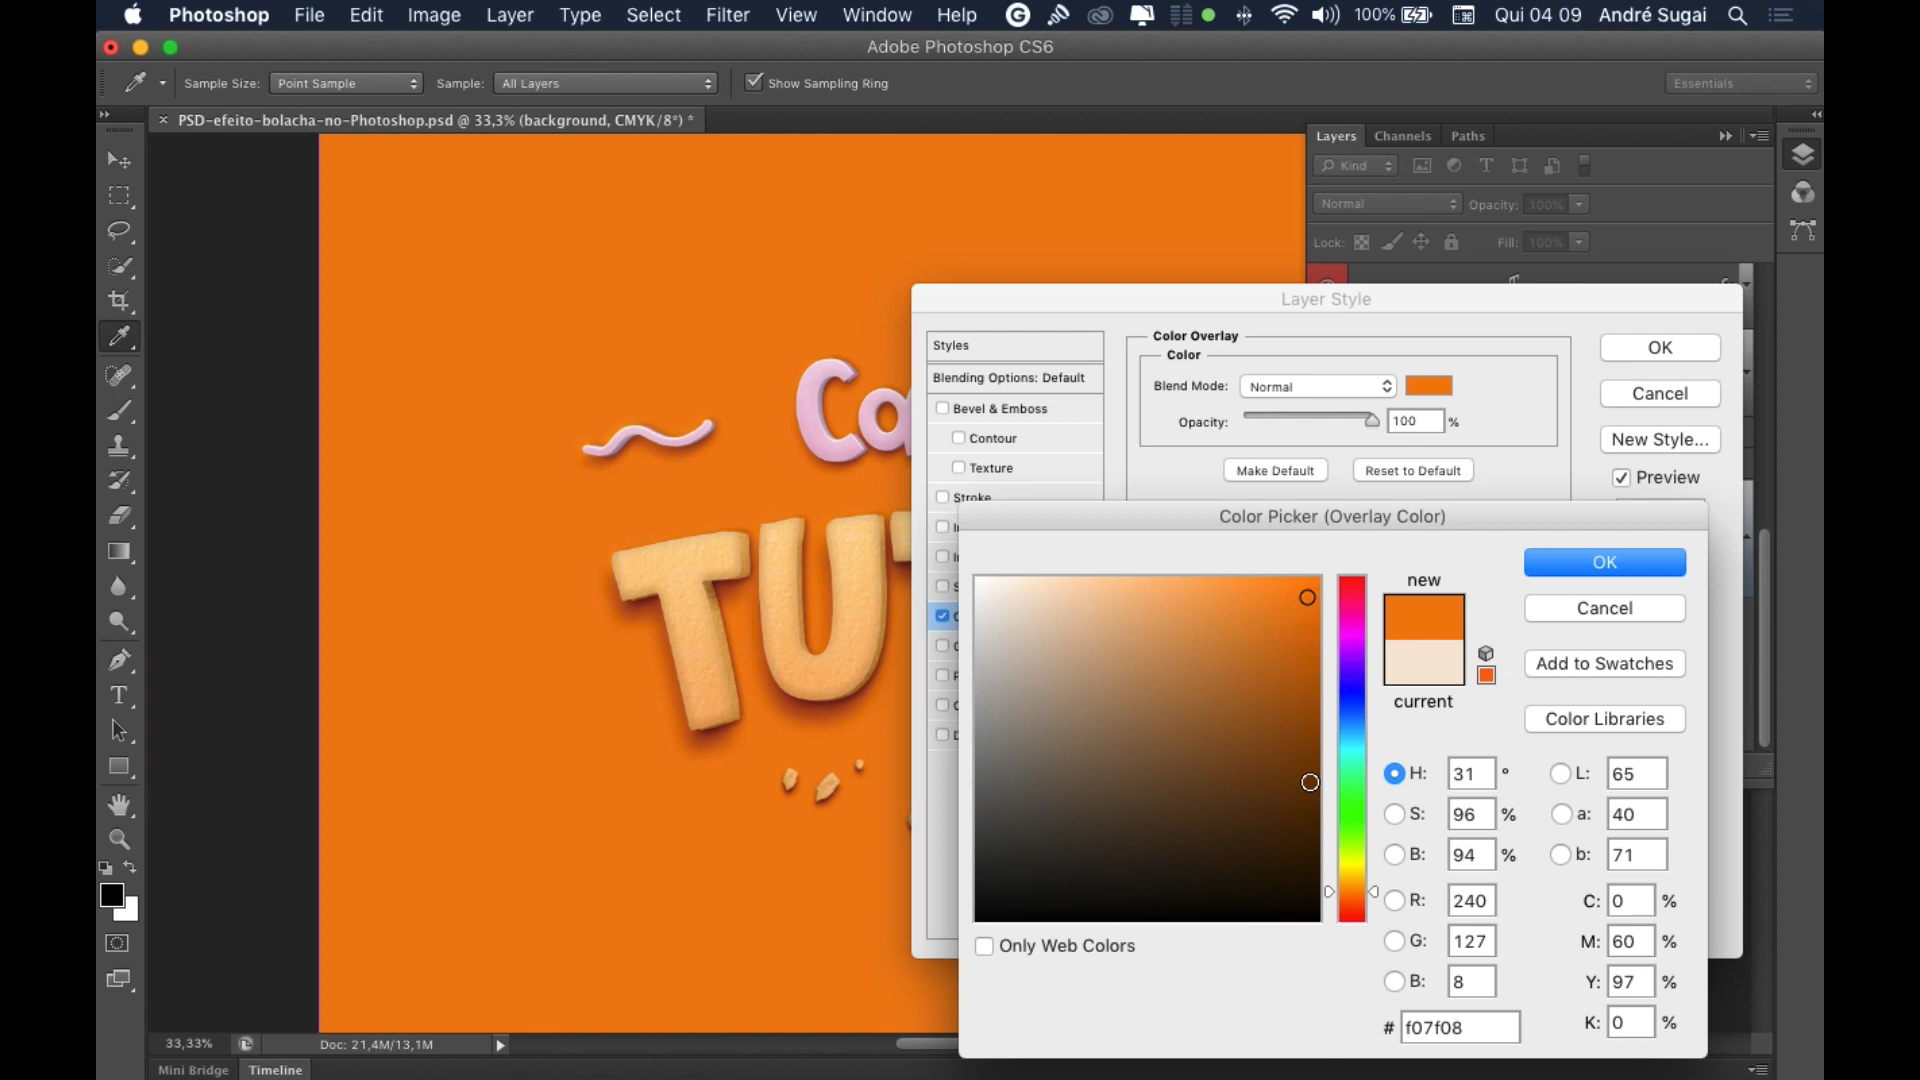 Photoshop File Edit Image Layer Type Select Filter View Window Help 100% Qui 04 09 André Sugai
Adobe Photoshop CS6
Sample Size: Point Sample Sample: All Layers Show Sampling Ring Essentials
PSD-efeito-bolacha-no-Photoshop.psd @ 33,3% (background, CMYK/8*) *
Layers Channels Paths
Kind
Normal Opacity: 100%
Lock: Fill: 100%
Layer Style
Styles
Blending Options: Default
Bevel & Emboss
Contour
Texture
Stroke
Color Overlay
Color
Blend Mode: Normal
Opacity: 100 %
Make Default Reset to Default
OK
Cancel
New Style...
Preview
Color Picker (Overlay Color)
new
current
OK
Cancel
Add to Swatches
Color Libraries
H: 31 ° L: 65
S: 96 % a: 40
B: 94 % b: 71
R: 240 C: 0 %
G: 127 M: 60 %
B: 8 Y: 97 %
# f07f08 K: 0 %
Only Web Colors
Ca
TUT
33,33% Doc: 21,4M/13,1M
Mini Bridge Timeline